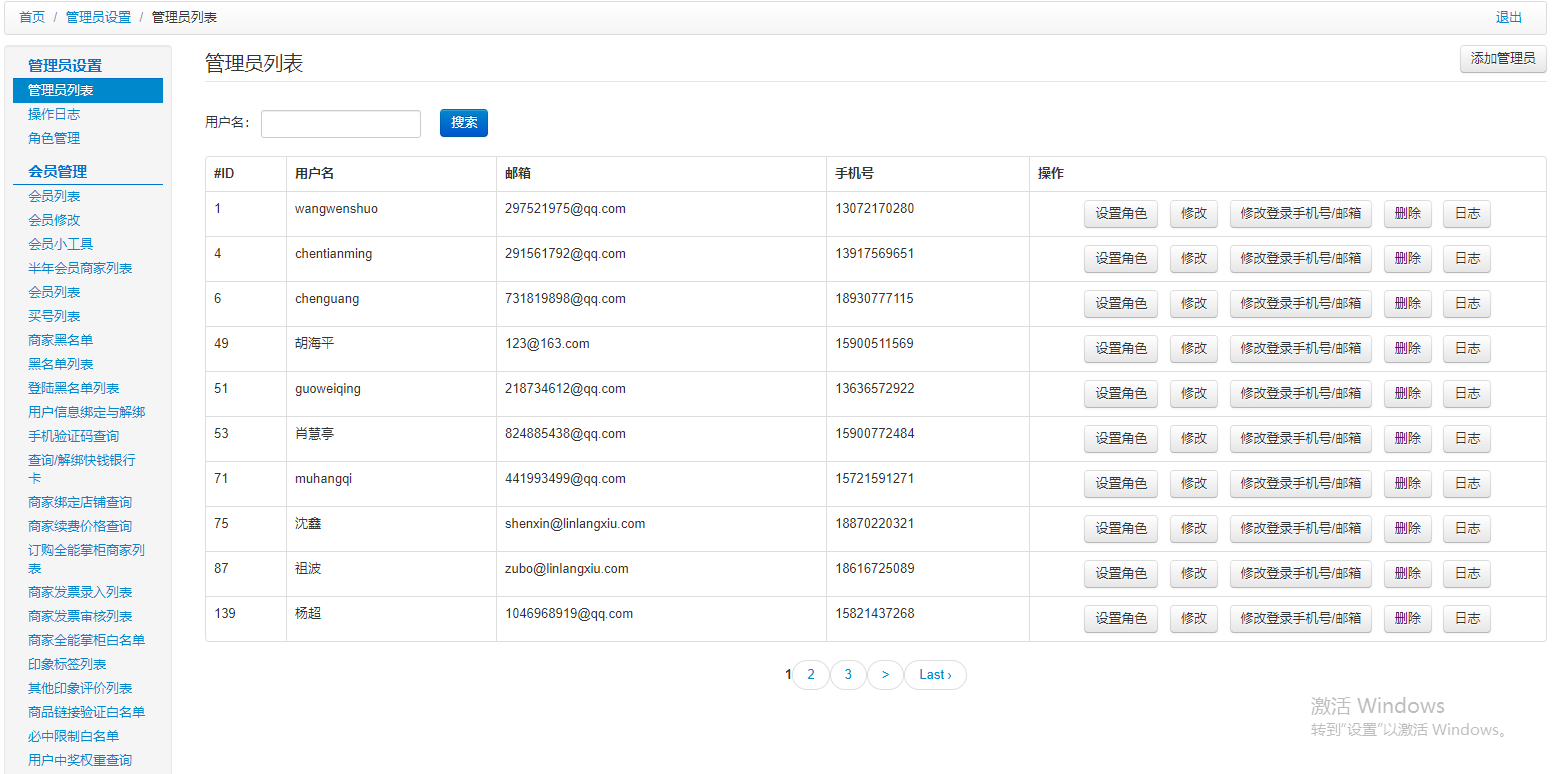 首页 / 管理员设置 / 管理员列表 退出
管理员设置
管理员列表
操作日志
角色管理
会员管理
会员列表
会员修改
会员小工具
半年会员商家列表
会员列表
买号列表
商家黑名单
黑名单列表
登陆黑名单列表
用户信息绑定与解绑
手机验证码查询
查询/解绑快钱银行
卡
商家绑定店铺查询
商家续费价格查询
订购全能掌柜商家列
表
商家发票录入列表
商家发票审核列表
商家全能掌柜白名单
印象标签列表
其他印象评价列表
商品链接验证白名单
必中限制白名单
用户中奖权重查询
管理员列表 添加管理员
用户名： 搜索
#ID 用户名 邮箱 手机号 操作
1 wangwenshuo 297521975@qq.com 13072170280 设置角色 修改 修改登录手机号/邮箱 删除 日志
4 chentianming 291561792@qq.com 13917569651 设置角色 修改 修改登录手机号/邮箱 删除 日志
6 chenguang 731819898@qq.com 18930777115 设置角色 修改 修改登录手机号/邮箱 删除 日志
49 胡海平 123@163.com 15900511569 设置角色 修改 修改登录手机号/邮箱 删除 日志
51 guoweiqing 218734612@qq.com 13636572922 设置角色 修改 修改登录手机号/邮箱 删除 日志
53 肖慧亭 824885438@qq.com 15900772484 设置角色 修改 修改登录手机号/邮箱 删除 日志
71 muhangqi 441993499@qq.com 15721591271 设置角色 修改 修改登录手机号/邮箱 删除 日志
75 沈鑫 shenxin@linlangxiu.com 18870220321 设置角色 修改 修改登录手机号/邮箱 删除 日志
87 祖波 zubo@linlangxiu.com 18616725089 设置角色 修改 修改登录手机号/邮箱 删除 日志
139 杨超 1046968919@qq.com 15821437268 设置角色 修改 修改登录手机号/邮箱 删除 日志
1 2 3 > Last ›
激活 Windows
转到"设置"以激活 Windows。